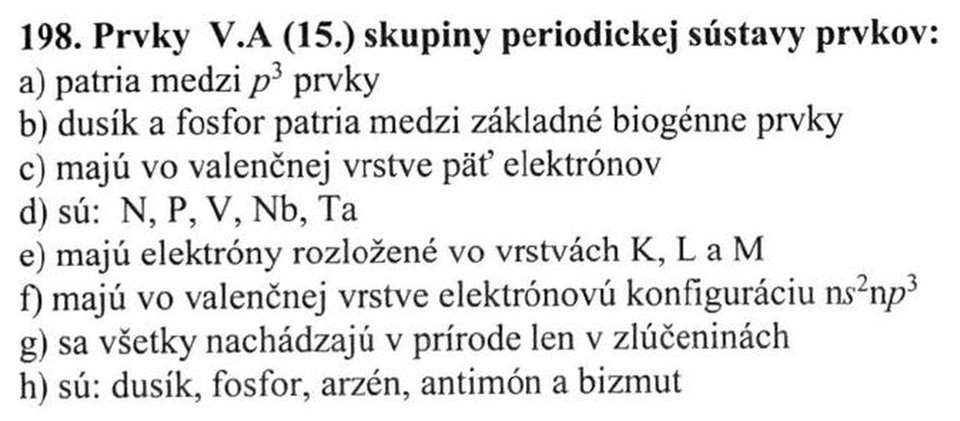 198. Prvky V.A (15.) skupiny periodickej sústavy prvkov:
a) patria medzi p³ prvky
b) dusík a fosfor patria medzi základné biogénne prvky
c) majú vo valenčnej vrstve päť elektrónov
d) sú: N, P, V, Nb, Ta
e) majú elektróny rozložené vo vrstvách K, L a M
f) majú vo valenčnej vrstve elektrónovú konfiguráciu ns²np³
g) sa všetky nachádzajú v prírode len v zlúčeninách
h) sú: dusík, fosfor, arzén, antimón a bizmut